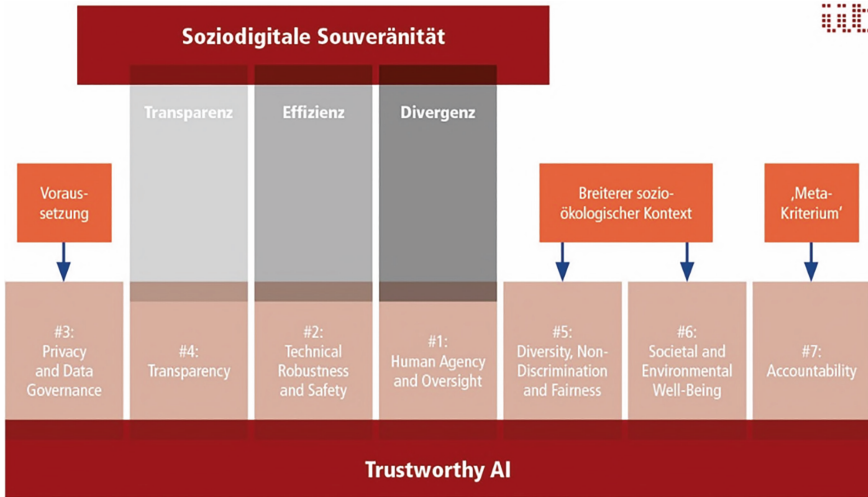 Soziodigitale Souveränität
Transparenz
Effizienz
Divergenz
Voraus-
setzung
Breiterer sozio-
ökologischer Kontext
‚Meta-
Kriterium‘
#3:
Privacy
and Data
Governance
#4:
Transparency
#2:
Technical
Robustness
and Safety
#1:
Human Agency
and Oversight
#5:
Diversity, Non-
Discrimination
and Fairness
#6:
Societal and
Environmental
Well-Being
#7:
Accountability
Trustworthy AI